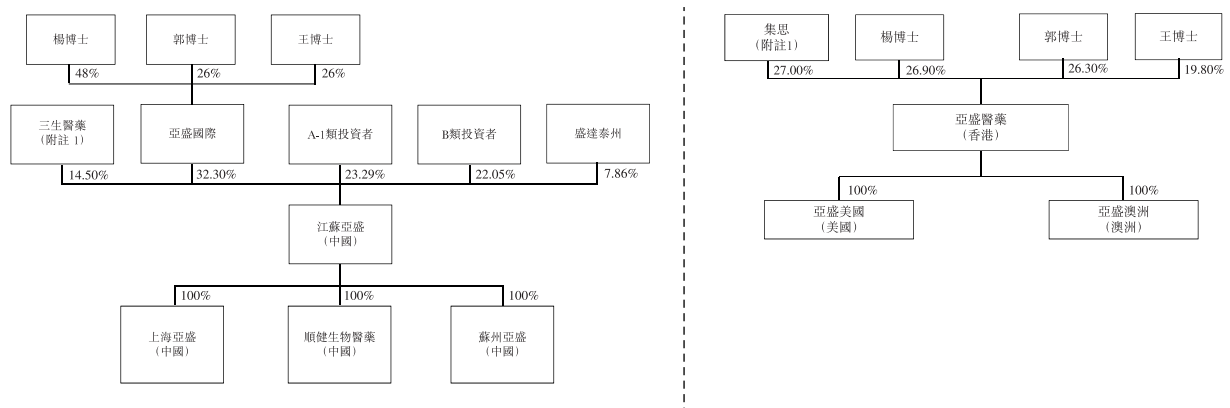 楊博士
郭博士
王博士
48%
26%
26%
三生醫藥
（附註 1）
亞盛國際
A-1類投資者
B類投資者
盛達泰州
14.50%
32.30%
23.29%
22.05%
7.86%
江蘇亞盛
（中國）
100%
100%
100%
上海亞盛
（中國）
順健生物醫藥
（中國）
蘇州亞盛
（中國）
集思
（附註1）
楊博士
郭博士
王博士
27.00%
26.90%
26.30%
19.80%
亞盛醫藥
（香港）
100%
100%
亞盛美國
（美國）
亞盛澳洲
（澳洲）